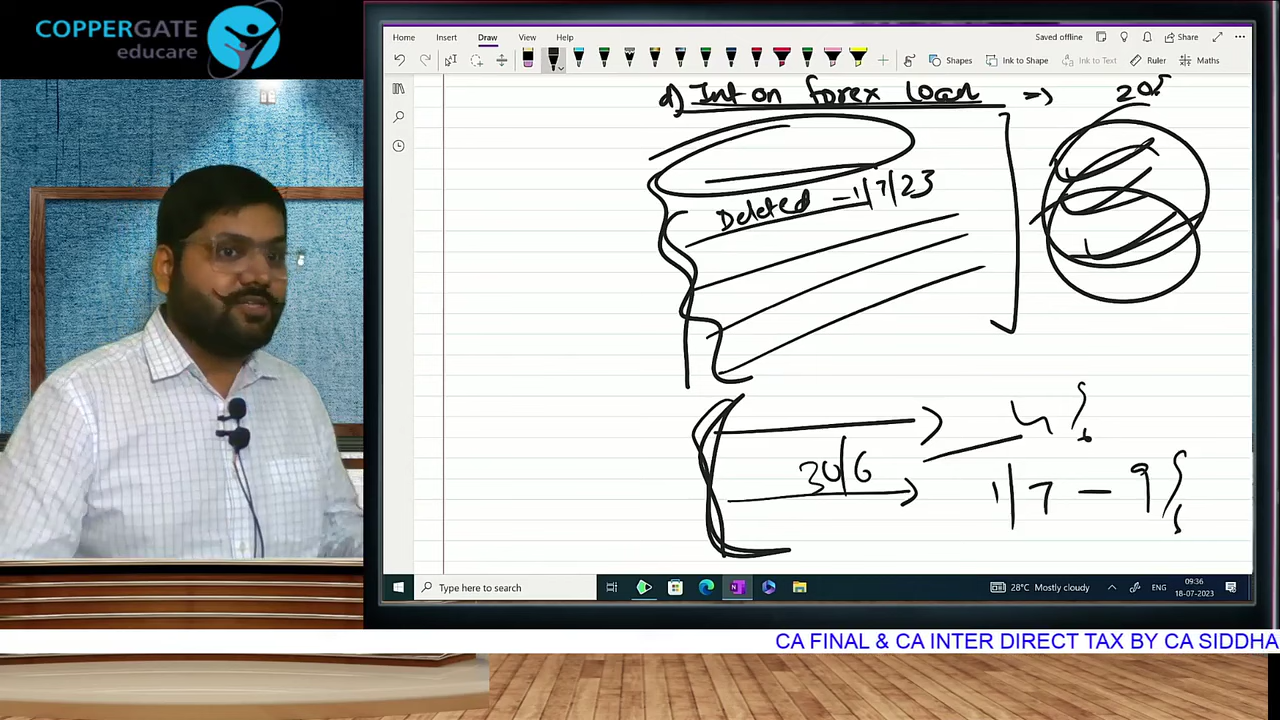 COPPERGATE
educare
Home Insert Draw View Help
Saved offline
Share
Shapes
Ink to Shape
Ink to Text
Ruler
Maths
d) Int on forex Loan => 20%
Deleted - 1/7/23
4%
30/6
1/7 - 9%
Type here to search
28°C Mostly cloudy
ENG
09:36
18-07-2023
CA FINAL & CA INTER DIRECT TAX BY CA SIDDHA